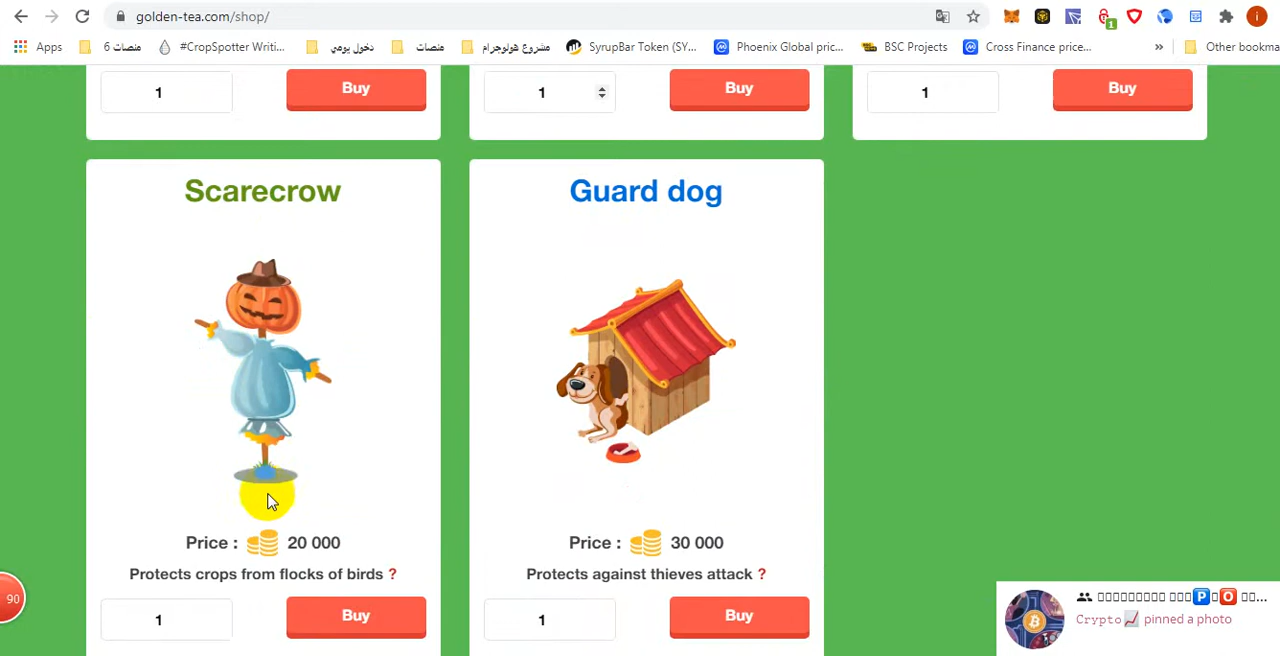 golden-tea.com/shop/
1
Apps
منصات 6
#CropSpotter Writi...
دخول يومي
منصات
مشروع هولوجرام
SyrupBar Token (SY...
Phoenix Global pric...
BSC Projects
Cross Finance price...
»
Other bookma
1
Buy
1
Buy
1
Buy
Scarecrow
Guard dog
Price : 20 000
Price : 30 000
Protects crops from flocks of birds ?
Protects against thieves attack ?
1
Buy
1
Buy
90
Crypto pinned a photo